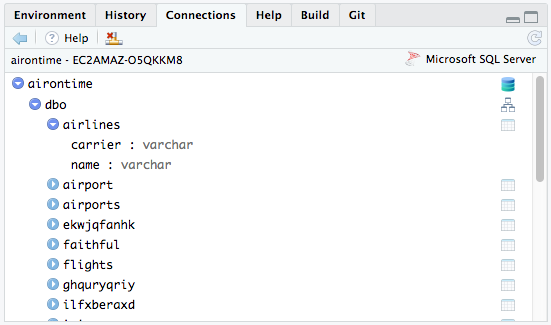 Environment History Connections Help Build Git
Help
airontime - EC2AMAZ-O5QKKM8 Microsoft SQL Server
airontime
dbo
airlines
carrier : varchar
name : varchar
airport
airports
ekwjqfanhk
faithful
flights
ghquryqriy
ilfxberaxd